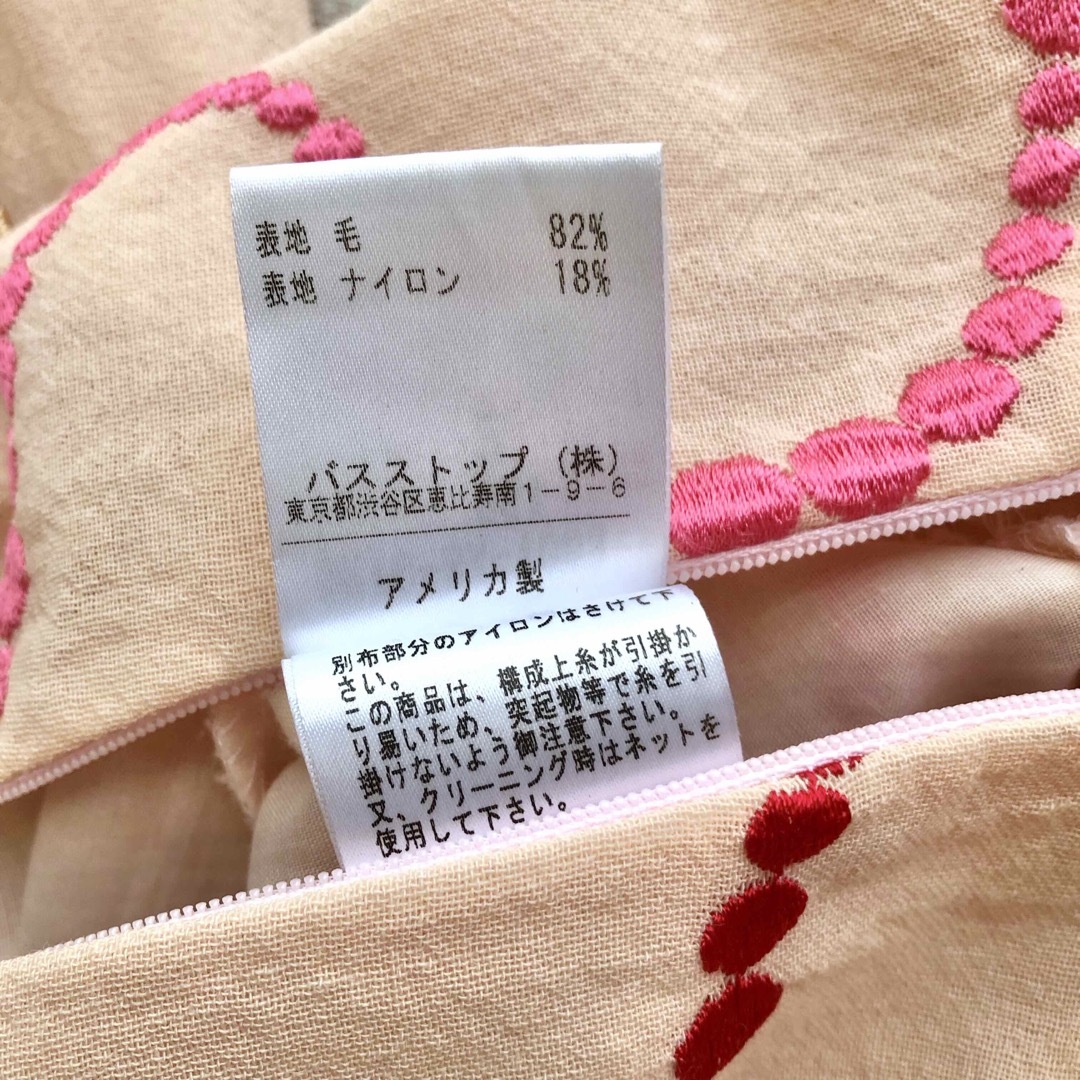 表地 毛 82%
表地 ナイロン 18%
バスストップ (株)
東京都渋谷区恵比寿南1-9-6
アメリカ製
別布部分のアイロンはさけて下
さい。
この商品は、構成上糸が引掛か
り易いため、突起物等で糸を引
掛けないよう御注意下さい。
又、クリーニング時はネットを
使用して下さい。